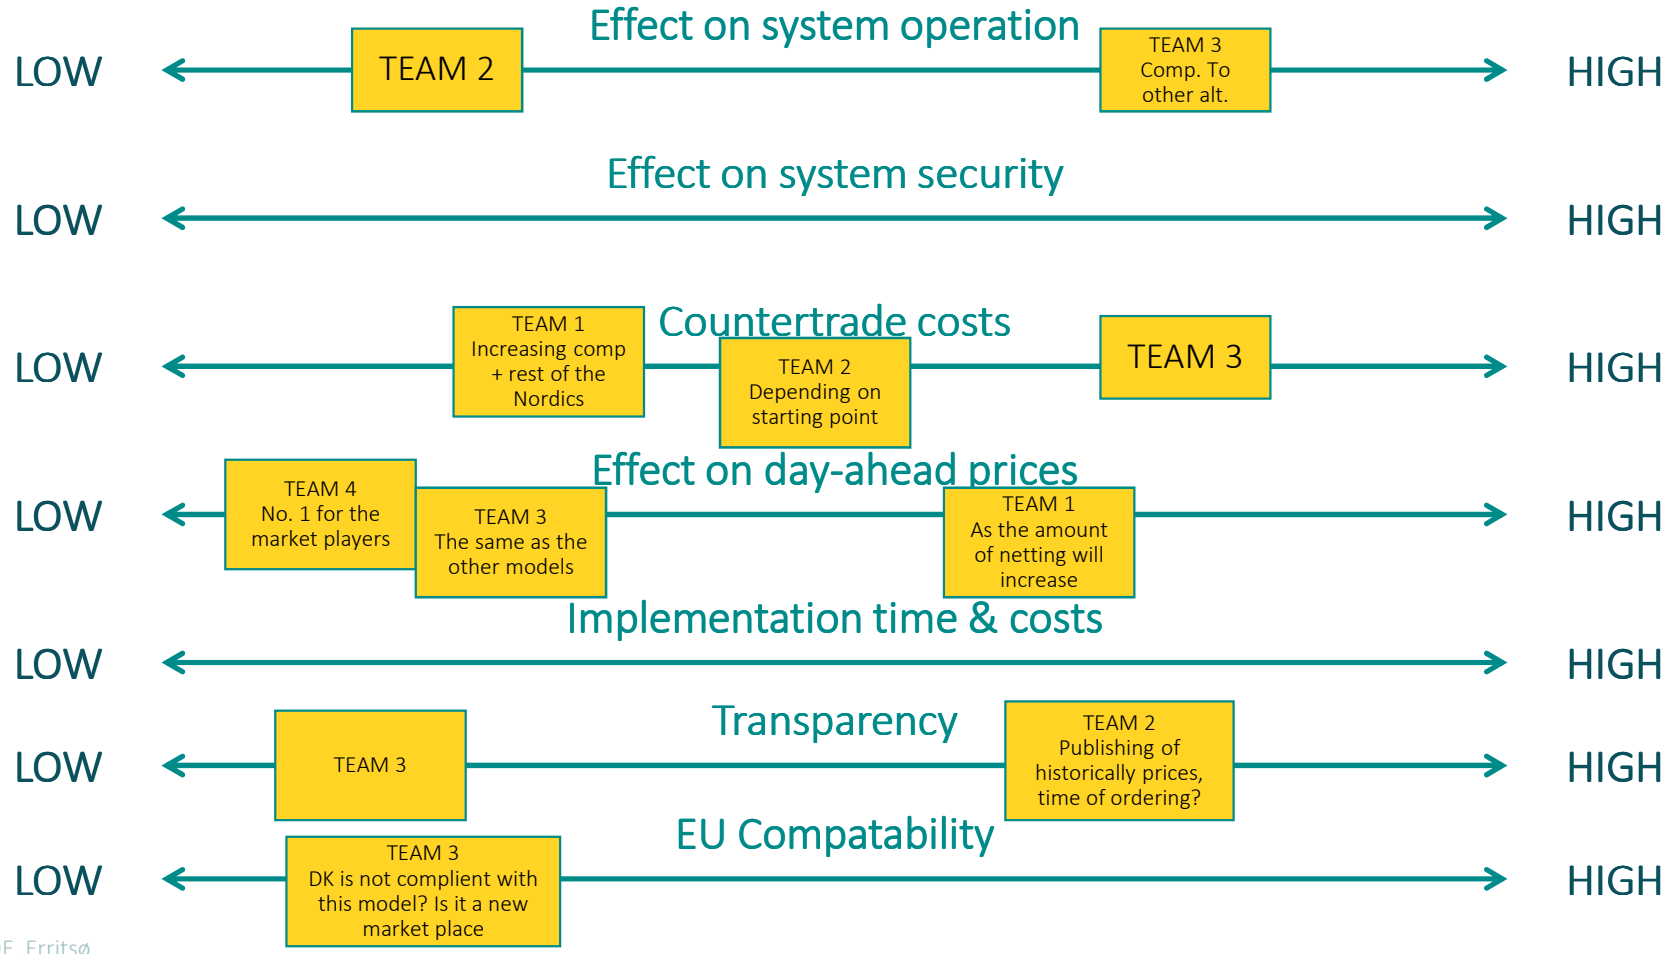 Effect on system operation
LOW
TEAM 2
TEAM 3
Comp. To
other alt.
HIGH
Effect on system security
LOW
HIGH
Countertrade costs
LOW
TEAM 1
Increasing comp
+ rest of the
Nordics
TEAM 2
Depending on
starting point
TEAM 3
HIGH
Effect on day-ahead prices
LOW
TEAM 4
No. 1 for the
market players
TEAM 3
The same as the
other models
TEAM 1
As the amount
of netting will
increase
HIGH
Implementation time & costs
LOW
HIGH
Transparency
LOW
TEAM 3
TEAM 2
Publishing of
historically prices,
time of ordering?
HIGH
EU Compatability
LOW
TEAM 3
DK is not complient with
this model? Is it a new
market place
HIGH
Erritsø